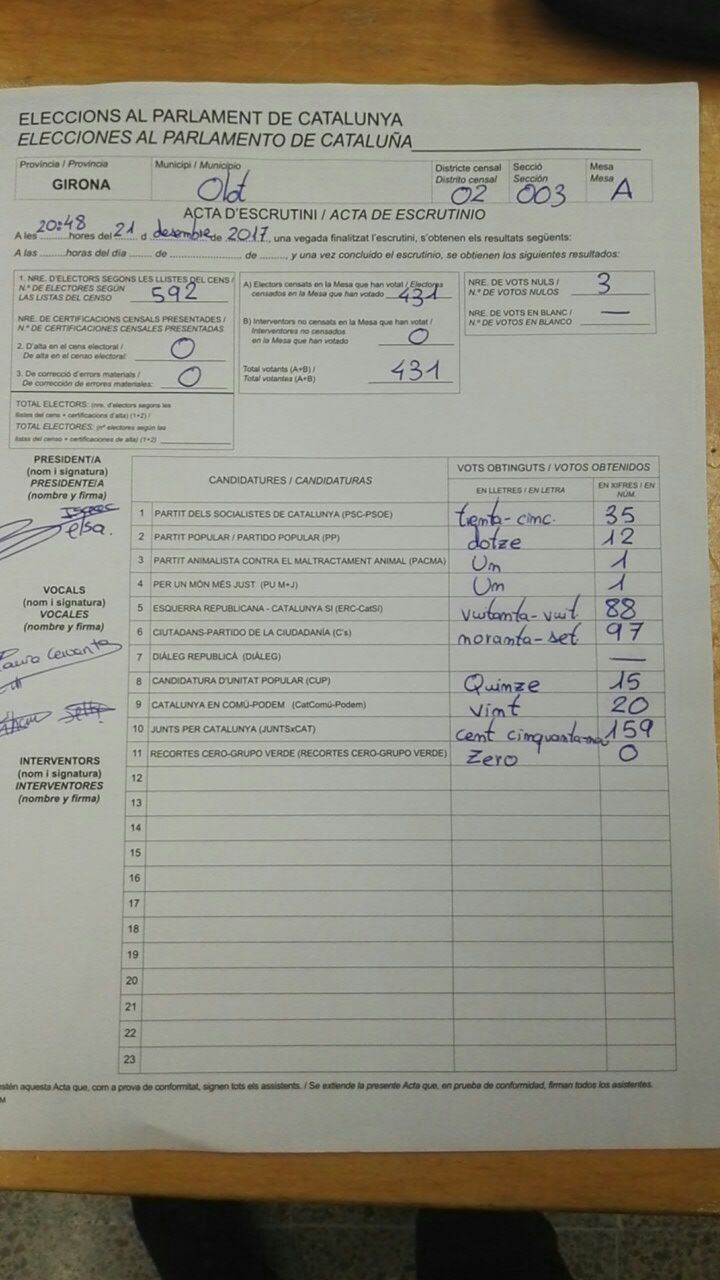 ELECCIONS AL PARLAMENT DE CATALUNYA
ELECCIONES AL PARLAMENTO DE CATALUÑA
Província / Provincia
GIRONA
Municipi / Municipio
Olot
Districte censal
Distrito censal
02
Secció
Sección
003
Mesa
Mesa
A
ACTA D'ESCRUTINI / ACTA DE ESCRUTINIO
A les 20:48 hores del 21 d desembre de 2017, una vegada finalitzat l'escrutini, s'obtenen els resultats següents:
A las ......... horas del día ....... de ........................ de ........., y una vez concluido el escrutinio, se obtienen los siguientes resultados:
1. NRE. D'ELECTORS SEGONS LES LLISTES DEL CENS /
N.º DE ELECTORES SEGÚN
LAS LISTAS DEL CENSO 592
NRE. DE CERTIFICACIONS CENSALS PRESENTADES /
N.º DE CERTIFICACIONES CENSALES PRESENTADAS
2. D'alta en el cens electoral /
De alta en el censo electoral: 0
3. De correcció d'errors materials /
De corrección de errores materiales: 0
TOTAL ELECTORS: (nre. d'electors segons les
llistes del cens + certificacions d'alta) (1+2) /
TOTAL ELECTORES: (nº electores según las
listas del censo + certificaciones de alta) (1+2)
A) Electors censats en la Mesa que han votat / Electores
censados en la Mesa que han votado 431
B) Interventors no censats en la Mesa que han votat /
Interventores no censados
en la Mesa que han votado 0
Total votants (A+B) /
Total votantes (A+B) 431
NRE. DE VOTS NULS /
N.º DE VOTOS NULOS 3
NRE. DE VOTS EN BLANC /
N.º DE VOTOS EN BLANCO —
PRESIDENT/A
(nom i signatura)
PRESIDENTE/A
(nombre y firma)
elsa.
VOCALS
(nom i signatura)
VOCALES
(nombre y firma)
INTERVENTORS
(nom i signatura)
INTERVENTORES
(nombre y firma)
CANDIDATURES / CANDIDATURAS
VOTS OBTINGUTS / VOTOS OBTENIDOS
EN LLETRES / EN LETRA
EN XIFRES / EN NÚM.
1 PARTIT DELS SOCIALISTES DE CATALUNYA (PSC-PSOE) trenta-cinc. 35
2 PARTIT POPULAR / PARTIDO POPULAR (PP) dotze 12
3 PARTIT ANIMALISTA CONTRA EL MALTRACTAMENT ANIMAL (PACMA) Un 1
4 PER UN MÓN MÉS JUST (PU M+J) Un 1
5 ESQUERRA REPUBLICANA - CATALUNYA SÍ (ERC-CatSÍ) vuitanta-vuit 88
6 CIUTADANS-PARTIDO DE LA CIUDADANÍA (C's) noranta-set 97
7 DIÀLEG REPUBLICÀ (DIÀLEG) —
8 CANDIDATURA D'UNITAT POPULAR (CUP) Quinze 15
9 CATALUNYA EN COMÚ-PODEM (CatComú-Podem) vint 20
10 JUNTS PER CATALUNYA (JUNTSxCAT) cent cinquanta-nou 159
11 RECORTES CERO-GRUPO VERDE (RECORTES CERO-GRUPO VERDE) Zero 0
12
13
14
15
16
17
18
19
20
21
22
23
estén aquesta Acta que, com a prova de conformitat, signen tots els assistents. / Se extiende la presente Acta que, en prueba de conformidad, firman todos los asistentes.